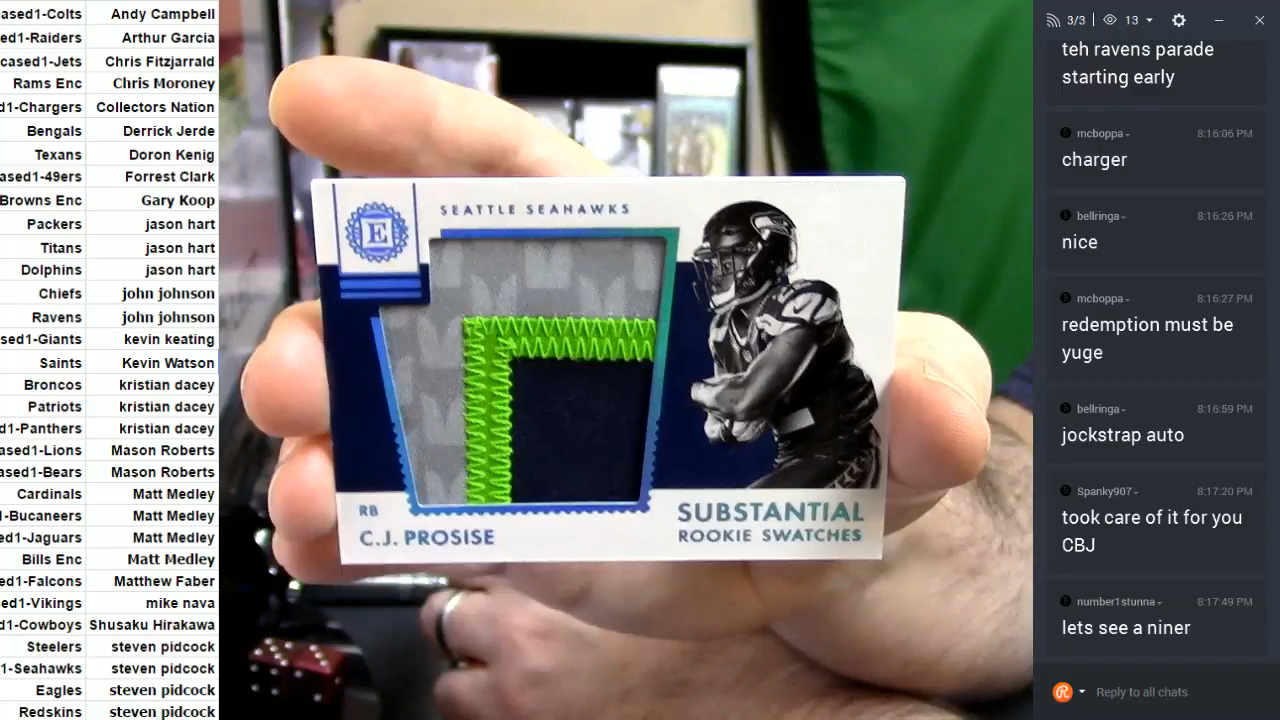 ased1-Colts Andy Campbell
ed1-Raiders Arthur Garcia
cased1-Jets Chris Fitzjarrald
Rams Enc Chris Moroney
d1-Chargers Collectors Nation
Bengals Derrick Jerde
Texans Doron Kenig
ased1-49ers Forrest Clark
Browns Enc Gary Koop
Packers jason hart
Titans jason hart
Dolphins jason hart
Chiefs john johnson
Ravens john johnson
sed1-Giants kevin keating
Saints Kevin Watson
Broncos kristian dacey
Patriots kristian dacey
d1-Panthers kristian dacey
ased1-Lions Mason Roberts
ased1-Bears Mason Roberts
Cardinals Matt Medley
1-Bucaneers Matt Medley
d1-Jaguars Matt Medley
Bills Enc Matt Medley
ed1-Falcons Matthew Faber
ed1-Vikings mike nava
d1-Cowboys Shusaku Hirakawa
Steelers steven pidcock
1-Seahawks steven pidcock
Eagles steven pidcock
Redskins steven pidcock
E
SEATTLE SEAHAWKS
RB
C.J. PROSISE
SUBSTANTIAL
ROOKIE SWATCHES
3/3 13
teh ravens parade
starting early
mcboppa 8:16:06 PM
charger
bellringa 8:16:26 PM
nice
mcboppa 8:16:27 PM
redemption must be
yuge
bellringa 8:16:59 PM
jockstrap auto
Spanky907 8:17:20 PM
took care of it for you
CBJ
number1stunna 8:17:49 PM
lets see a niner
Reply to all chats